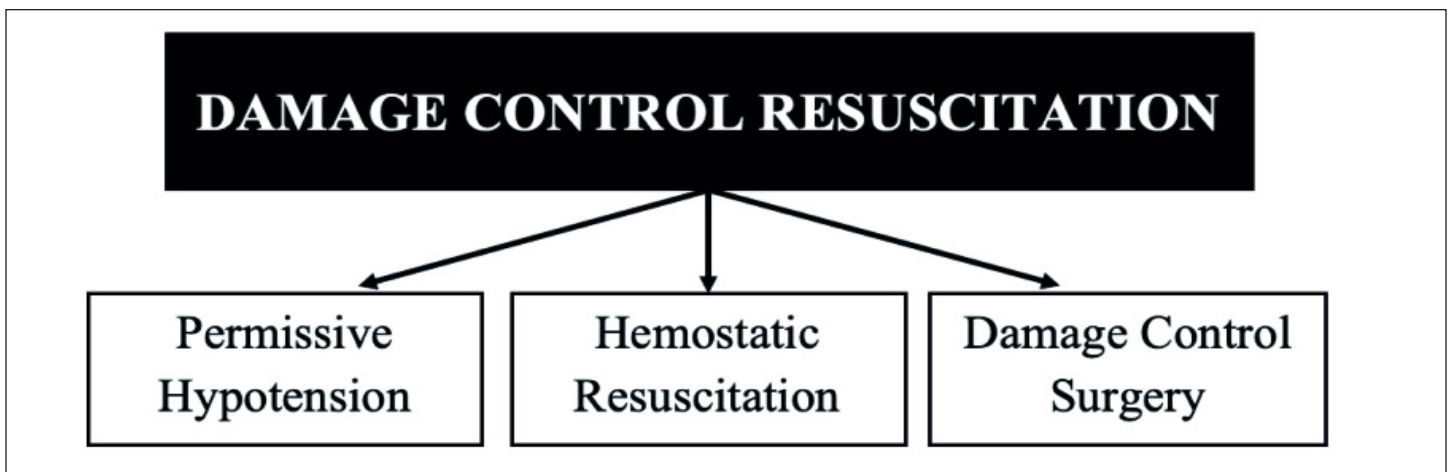 DAMAGE CONTROL RESUSCITATION
Permissive
Hypotension
Hemostatic
Resuscitation
Damage Control
Surgery